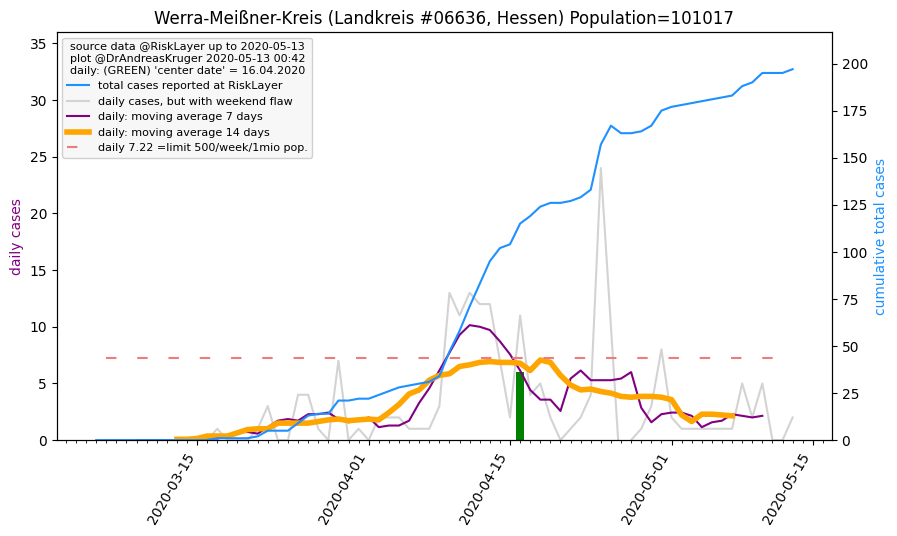 Werra-Meißner-Kreis (Landkreis #06636, Hessen) Population=101017
source data @RiskLayer up to 2020-05-13
plot @DrAndreasKruger 2020-05-13 00:42
daily: (GREEN) 'center date' = 16.04.2020
total cases reported at RiskLayer
daily cases, but with weekend flaw
daily: moving average 7 days
daily: moving average 14 days
daily 7.22 =limit 500/week/1mio pop.
daily cases
35
30
25
20
15
10
5
0
cumulative total cases
200
175
150
125
100
75
50
25
0
2020-03-15
2020-04-01
2020-04-15
2020-05-01
2020-05-15